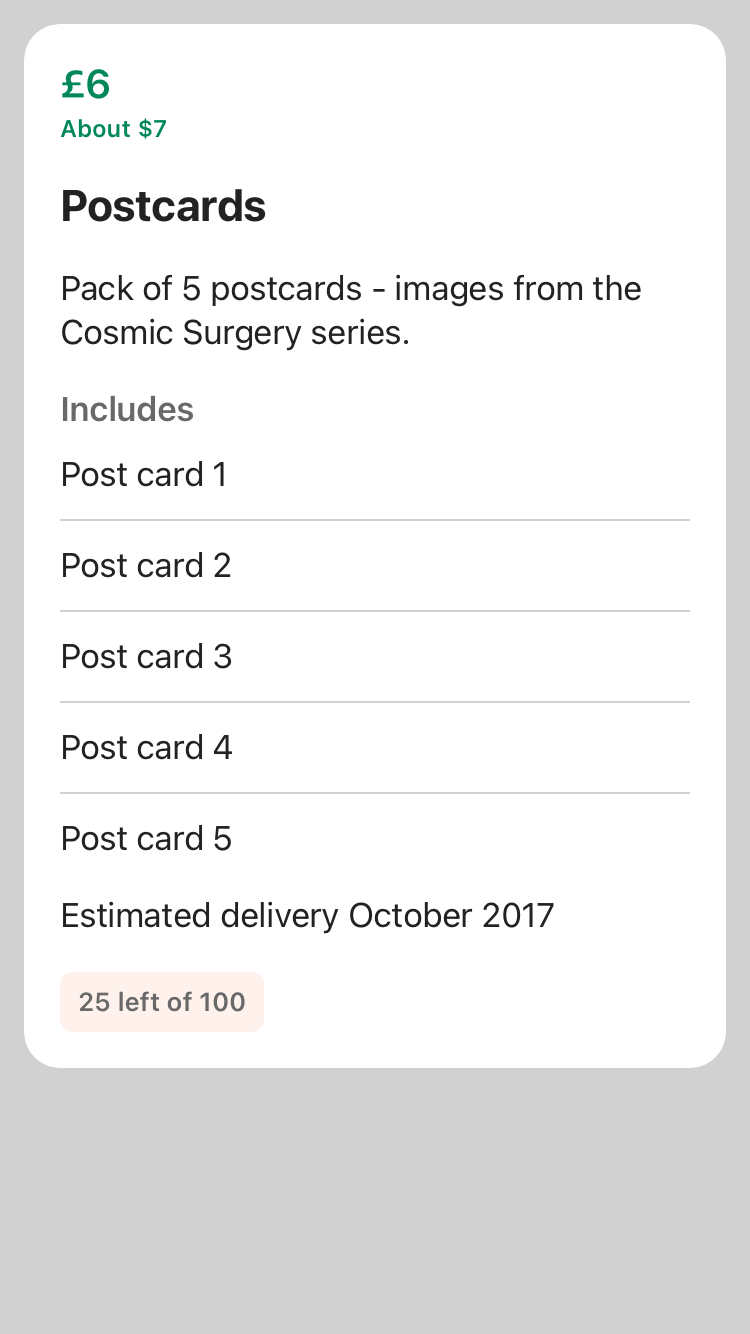 £6
About $7
Postcards
Pack of 5 postcards - images from the
Cosmic Surgery series.
Includes
Post card 1
Post card 2
Post card 3
Post card 4
Post card 5
Estimated delivery October 2017
25 left of 100